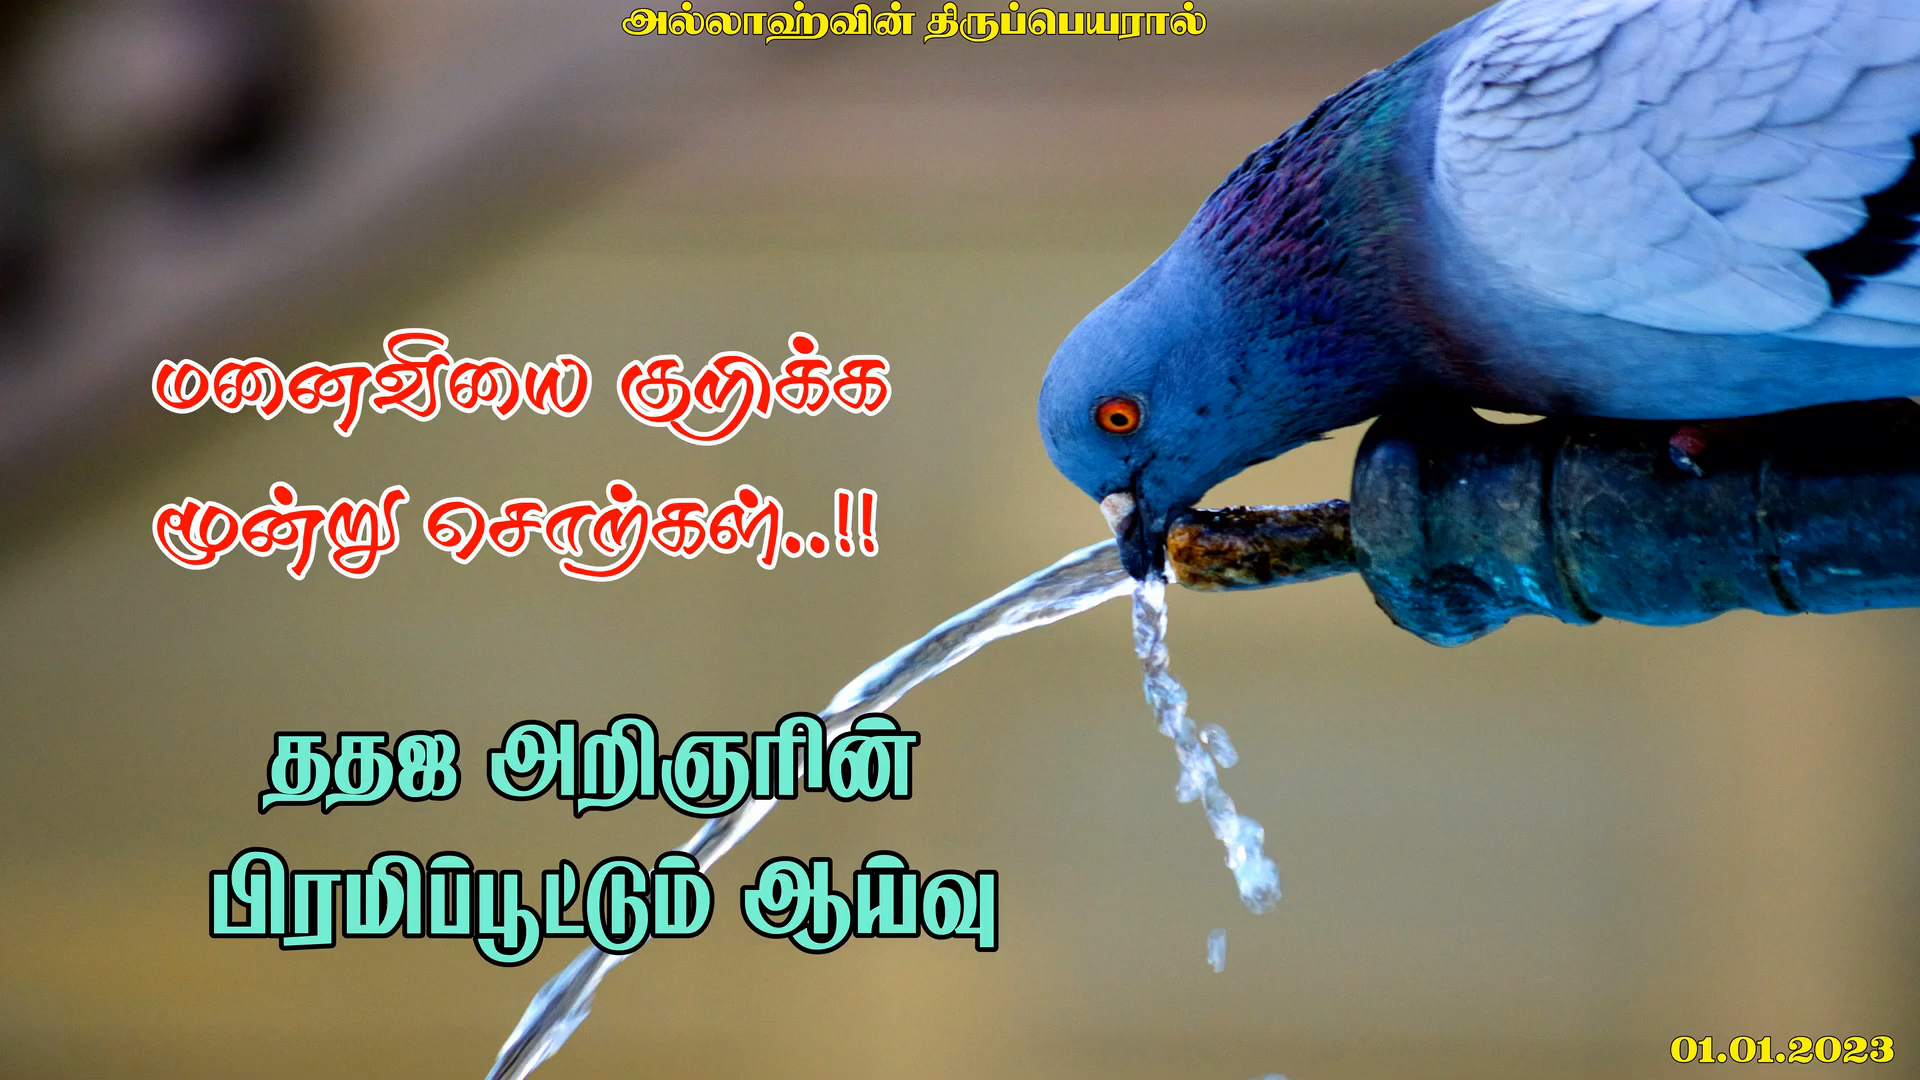 அல்லாஹ்வின் திருப்பெயரால்
மனைவியை குறிக்க
மூன்று சொற்கள்..!!
ததஜ அறிஞரின்
பிரமிப்பூட்டும் ஆய்வு
01.01.2023